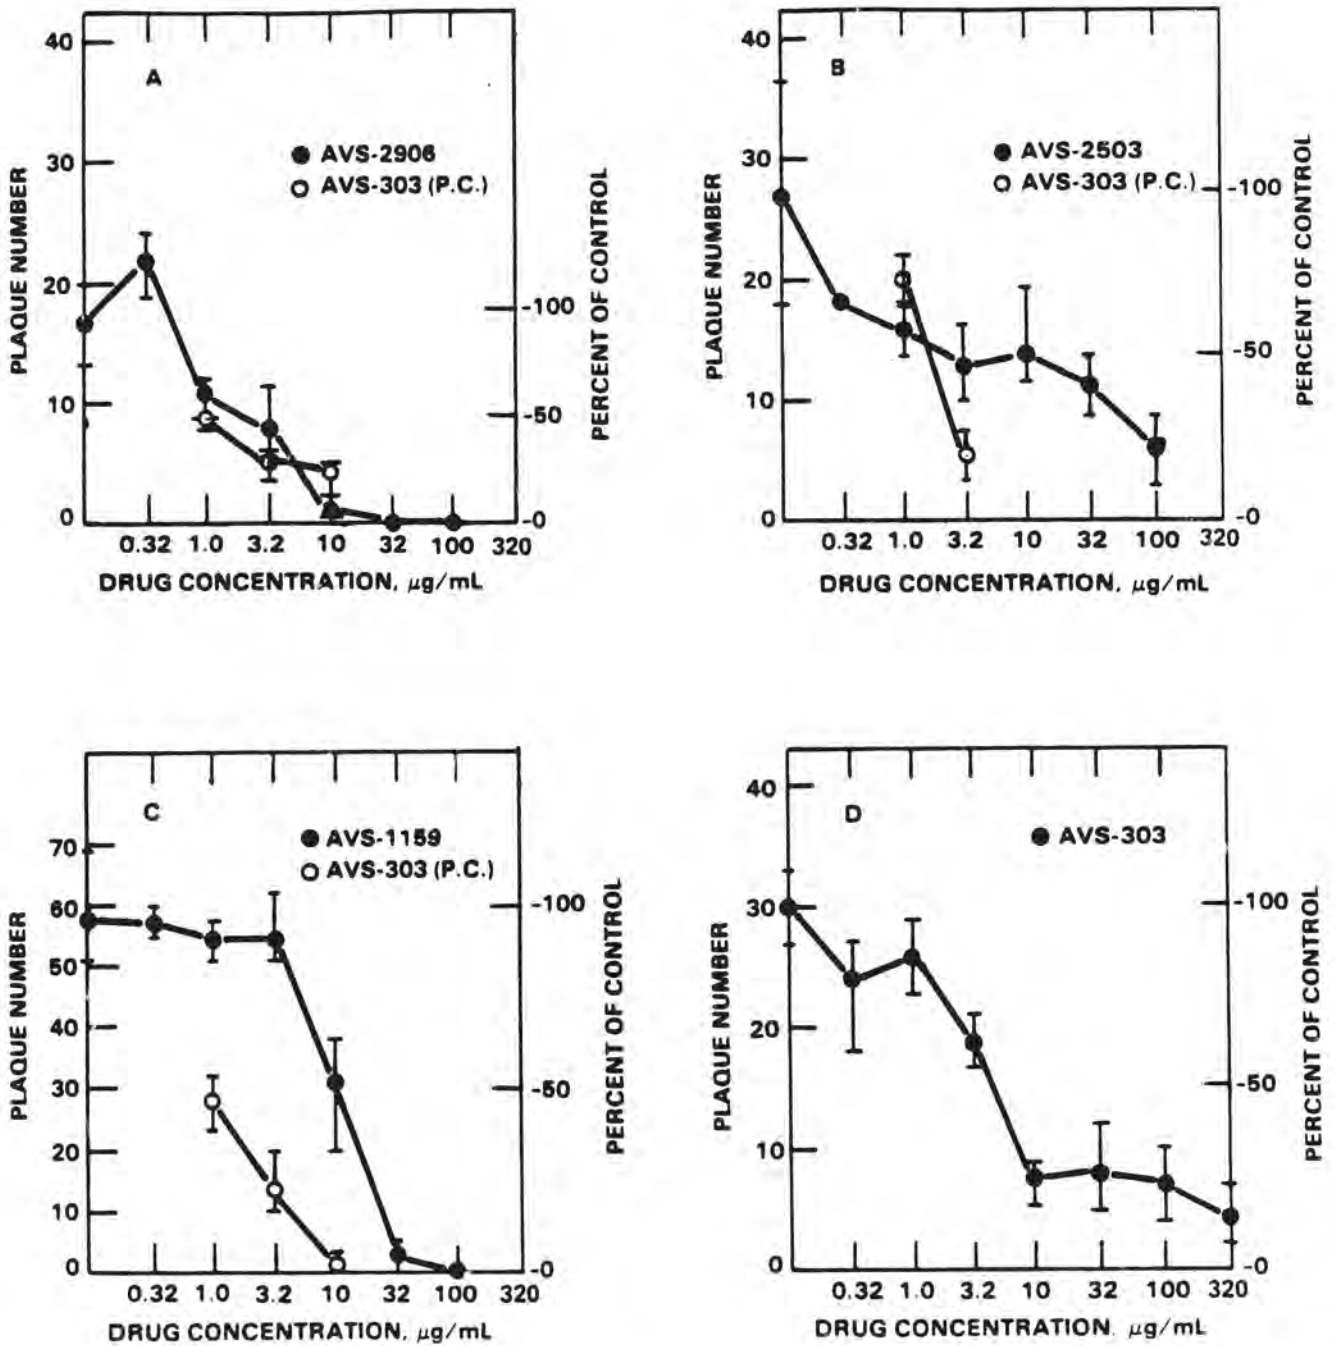 A
● AVS-2906
○ AVS-303 (P.C.)
PLAQUE NUMBER
40
30
20
10
0
PERCENT OF CONTROL
-100
-50
-0
0.32 1.0 3.2 10 32 100 320
DRUG CONCENTRATION, μg/mL
B
● AVS-2503
○ AVS-303 (P.C.)
PLAQUE NUMBER
40
30
20
10
0
PERCENT OF CONTROL
-100
-50
-0
0.32 1.0 3.2 10 32 100 320
DRUG CONCENTRATION, μg/mL
C
● AVS-1159
○ AVS-303 (P.C.)
PLAQUE NUMBER
70
60
50
40
30
20
10
0
PERCENT OF CONTROL
-100
-50
-0
0.32 1.0 3.2 10 32 100 320
DRUG CONCENTRATION, μg/mL
D
● AVS-303
PLAQUE NUMBER
40
30
20
10
0
PERCENT OF CONTROL
-100
-50
-0
0.32 1.0 3.2 10 32 100 320
DRUG CONCENTRATION, μg/mL